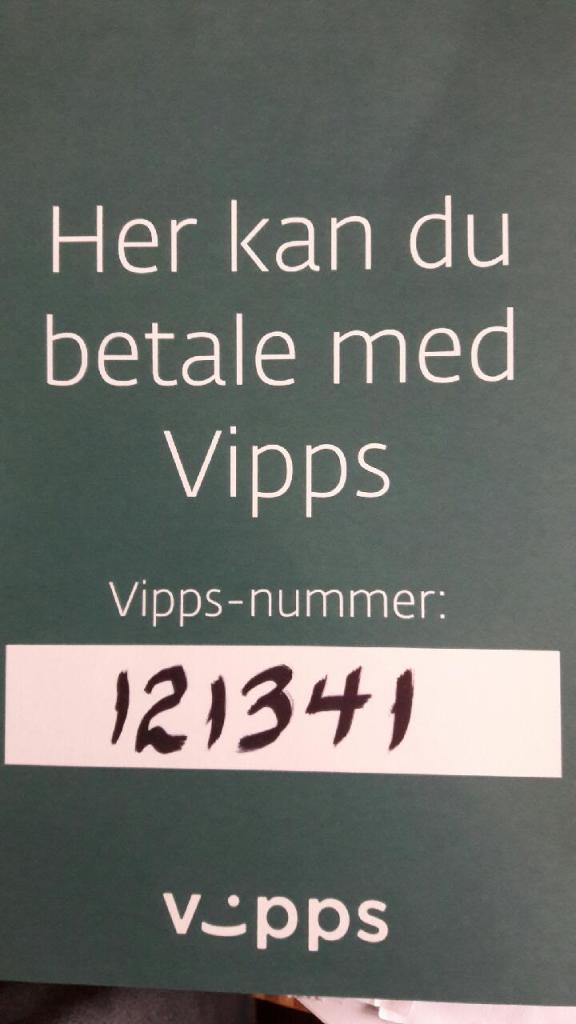 Her kan du
betale med
Vipps
Vipps-nummer:
121341
vipps